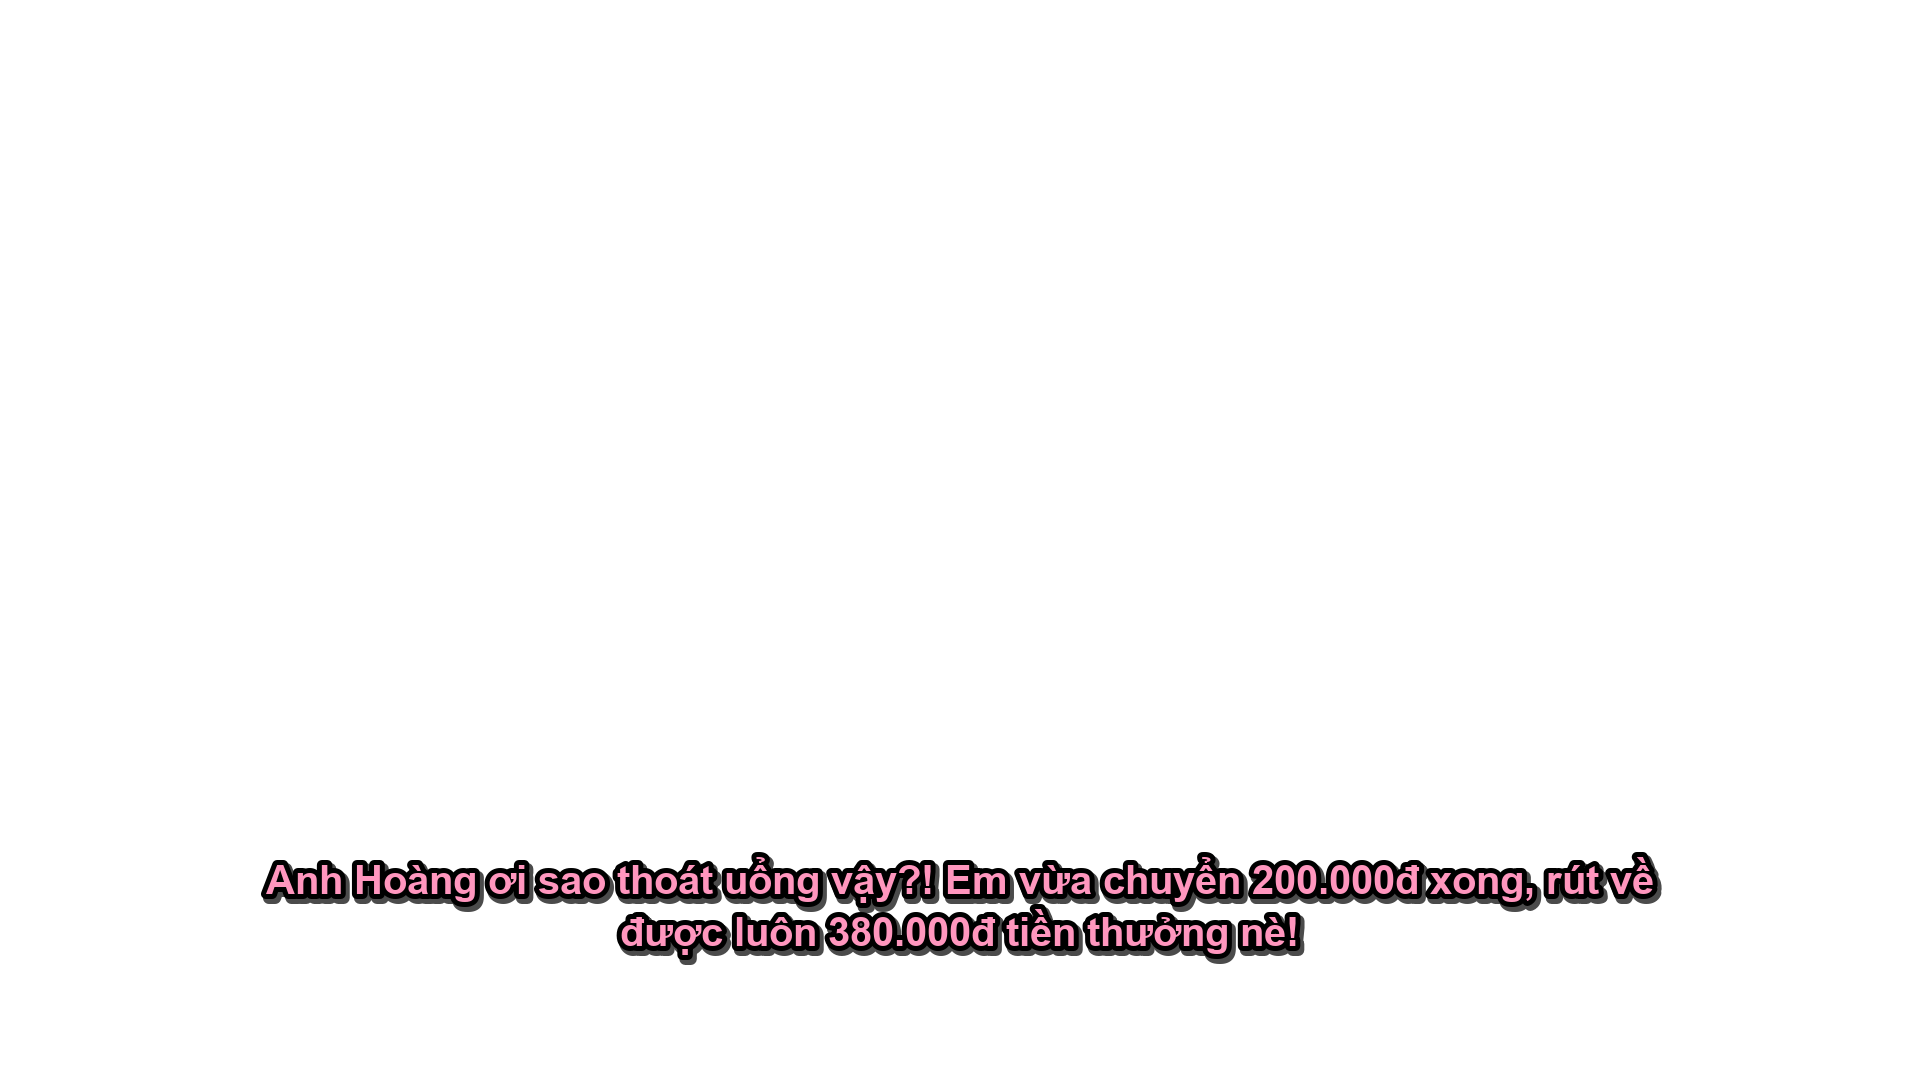 Anh Hoàng ơi sao thoát uổng vậy?! Em vừa chuyển 200.000đ xong, rút về
được luôn 380.000đ tiền thưởng nè!